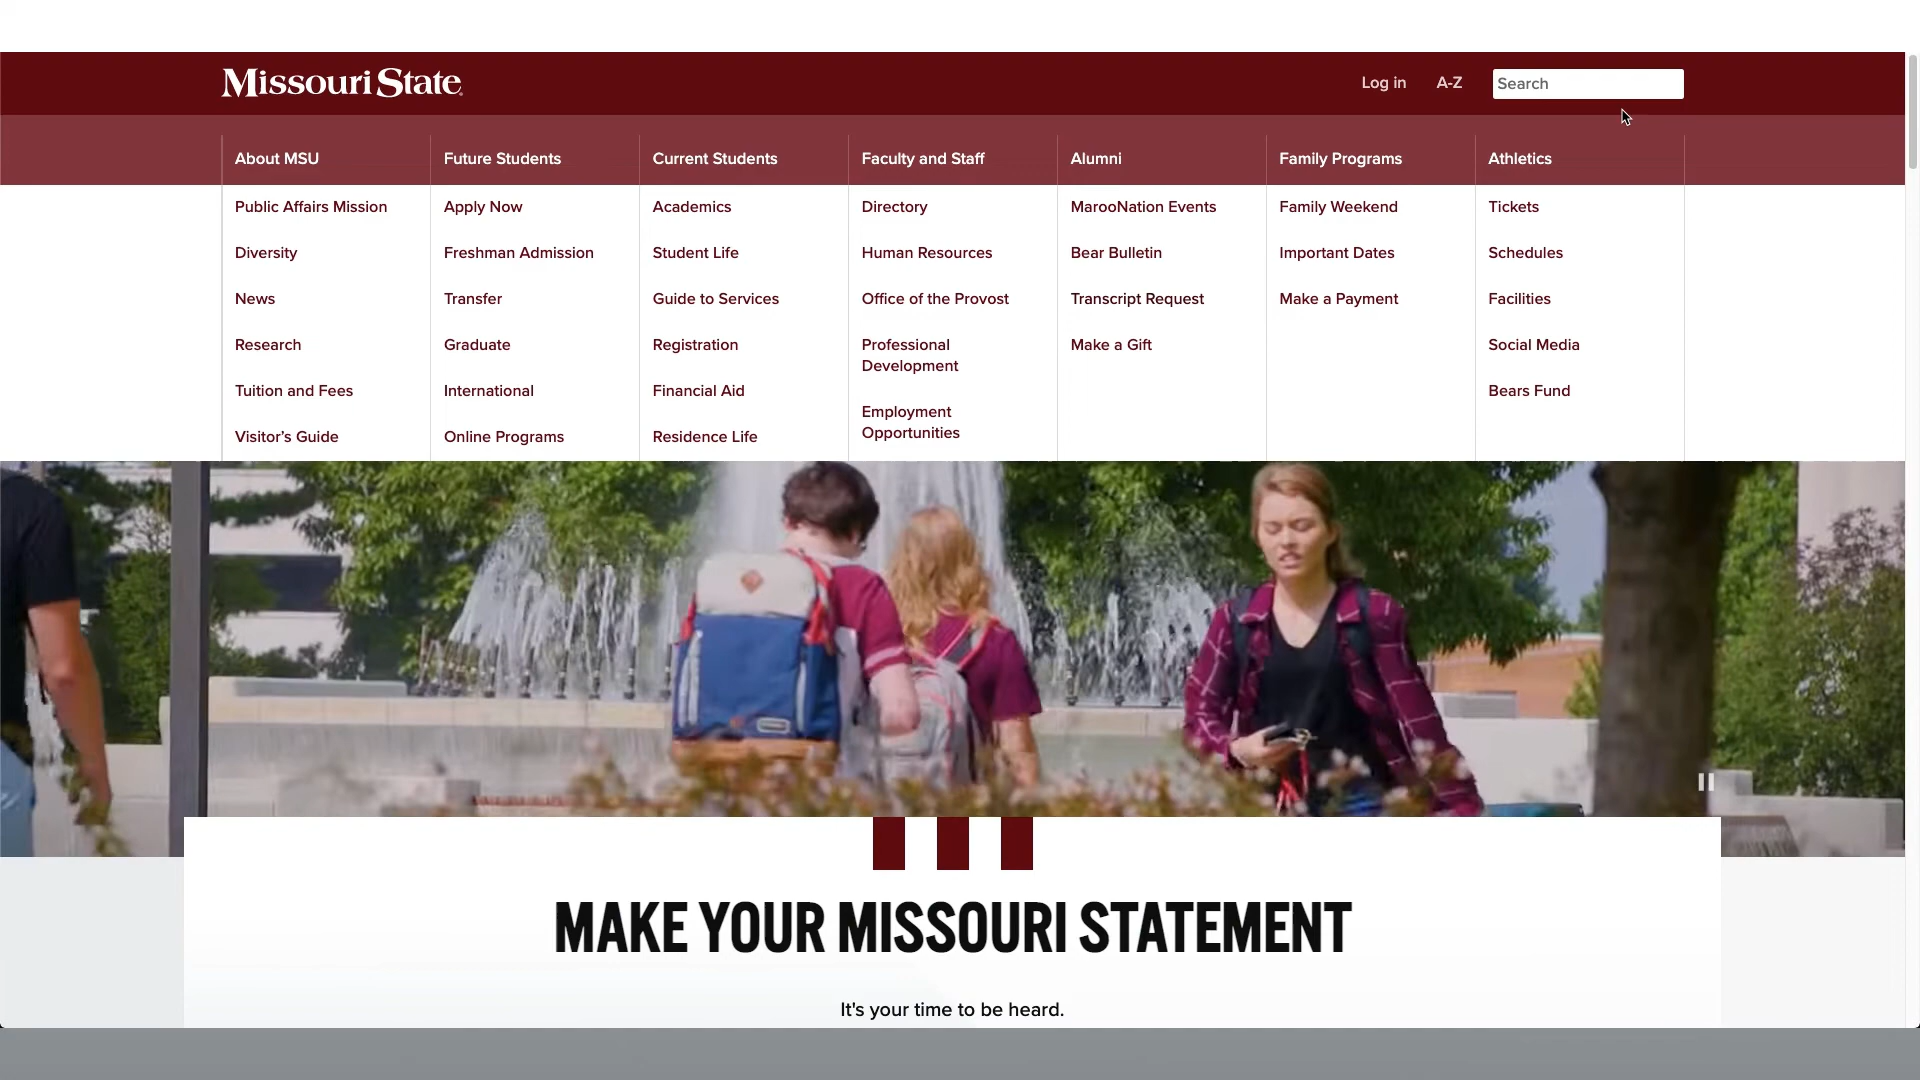 Missouri State
Log in
A-Z
Search
About MSU
Future Students
Current Students
Faculty and Staff
Alumni
Family Programs
Athletics
Public Affairs Mission
Diversity
News
Research
Tuition and Fees
Visitor's Guide
Apply Now
Freshman Admission
Transfer
Graduate
International
Online Programs
Academics
Student Life
Guide to Services
Registration
Financial Aid
Residence Life
Directory
Human Resources
Office of the Provost
Professional
Development
Employment
Opportunities
MarooNation Events
Bear Bulletin
Transcript Request
Make a Gift
Family Weekend
Important Dates
Make a Payment
Tickets
Schedules
Facilities
Social Media
Bears Fund
MAKE YOUR MISSOURI STATEMENT
It's your time to be heard.